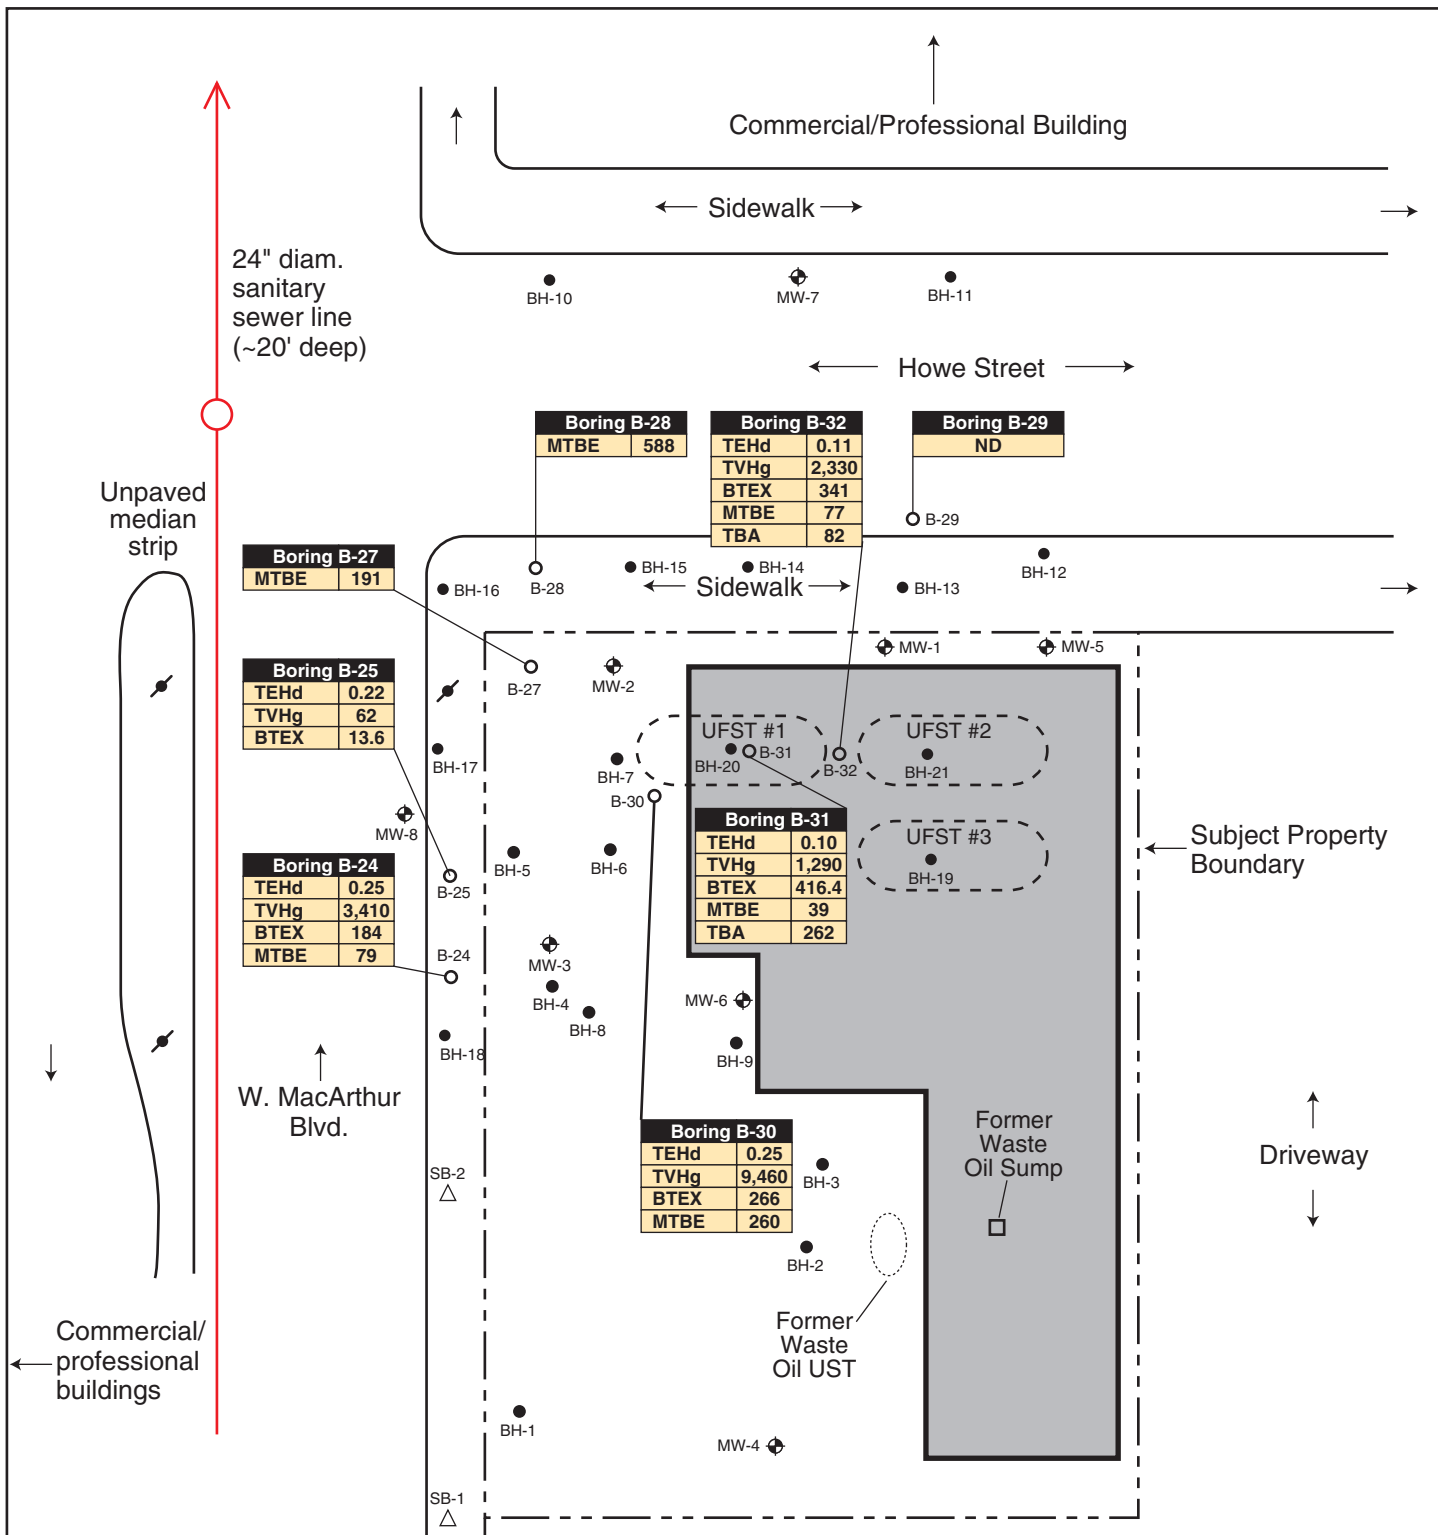 Commercial/Professional Building
Sidewalk
24" diam.
sanitary
sewer line
(~20' deep)
BH-10
MW-7
BH-11
Howe Street
Boring B-28
MTBE 588
Boring B-32
TEHd 0.11
TVHg 2,330
BTEX 341
MTBE 77
TBA 82
Boring B-29
ND
Unpaved
median
strip
B-29
Boring B-27
MTBE 191
BH-16
B-28
BH-15
BH-14
Sidewalk
BH-13
BH-12
Boring B-25
TEHd 0.22
TVHg 62
BTEX 13.6
B-27
MW-2
MW-1
MW-5
UFST #1
BH-20
B-31
B-32
UFST #2
BH-21
BH-17
BH-7
B-30
MW-8
Boring B-31
TEHd 0.10
TVHg 1,290
BTEX 416.4
MTBE 39
TBA 262
UFST #3
BH-19
Subject Property
Boundary
Boring B-24
TEHd 0.25
TVHg 3,410
BTEX 184
MTBE 79
B-25
BH-5
BH-6
B-24
MW-3
BH-4
BH-8
MW-6
BH-9
BH-18
W. MacArthur
Blvd.
Boring B-30
TEHd 0.25
TVHg 9,460
BTEX 266
MTBE 260
Former
Waste
Oil Sump
Driveway
SB-2
BH-3
BH-2
Former
Waste
Oil UST
Commercial/
professional
buildings
BH-1
MW-4
SB-1